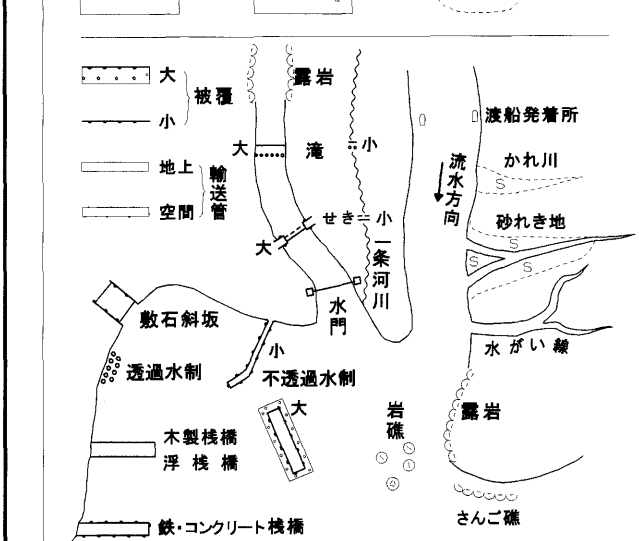 大
小
被覆
地上
空間
輸送管
露岩
大
滝
小
せき
小
大
一条河川
水門
流水方向
渡船発着所
かれ川
S
砂れき地
S
S
S
水がい線
敷石斜坂
透過水制
小
不透過水制
大
岩礁
露岩
木製桟橋
浮桟橋
さんご礁
鉄・コンクリート桟橋